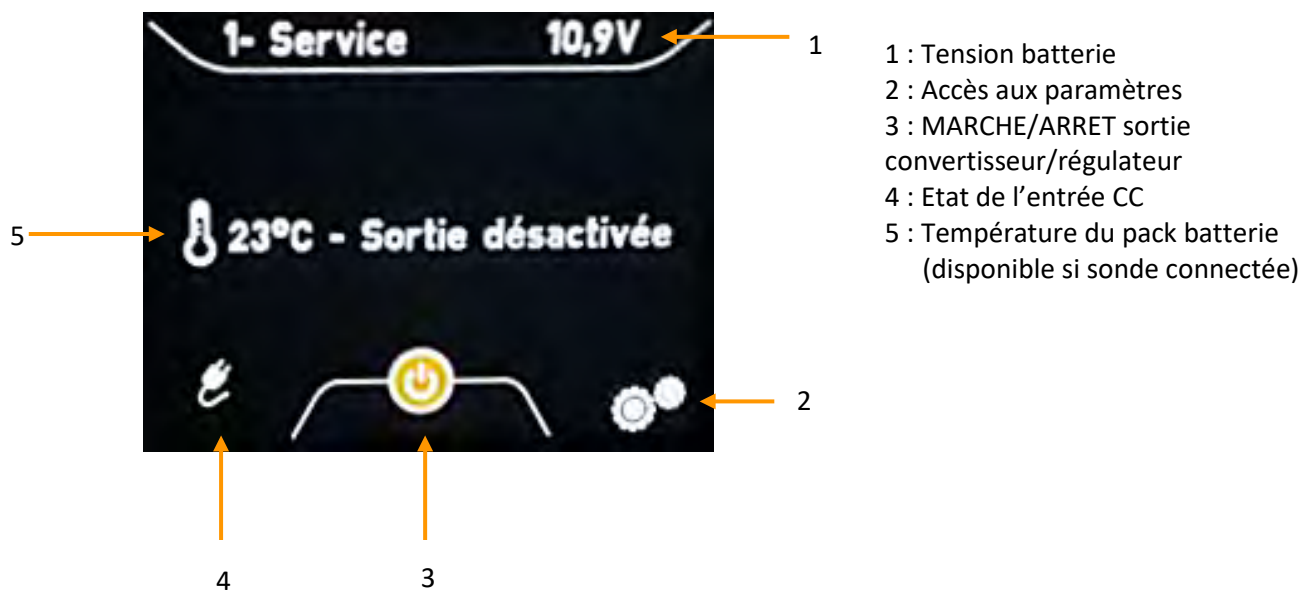 1- Service 10,9V
1
5
23°C - Sortie désactivée
2
4
3
1 : Tension batterie
2 : Accès aux paramètres
3 : MARCHE/ARRET sortie
convertisseur/régulateur
4 : Etat de l’entrée CC
5 : Température du pack batterie
(disponible si sonde connectée)